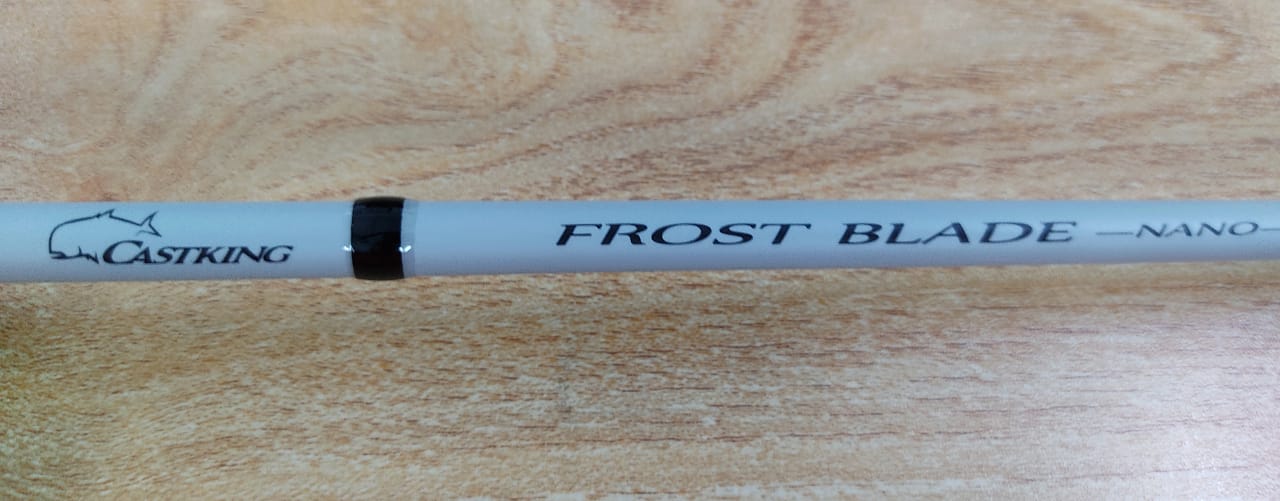 CASTKING FROST BLADE —NANO—